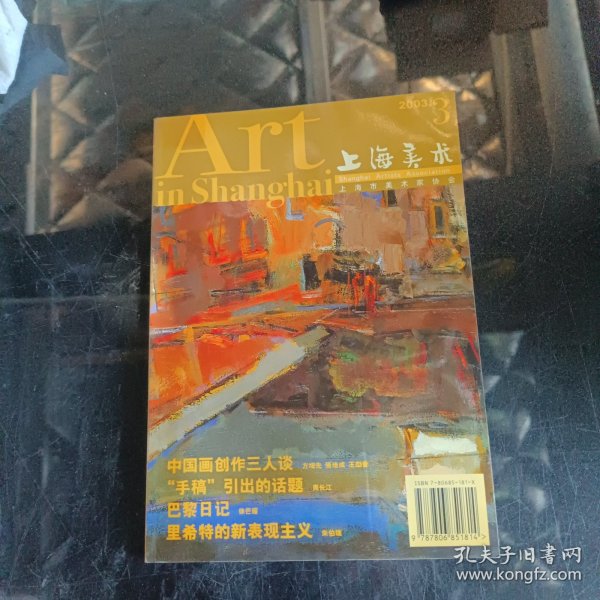 2003.3
Art
in Shanghai
上海美术
Shanghai Artists Association
上海市美术家协会
中国画创作三人谈
“手稿”引出的话题 周长江
巴黎日记
里希特的新表现主义
ISBN 7-80685-181-X
9 787806 851814 >
孔夫子旧书网
www.kongfz.com